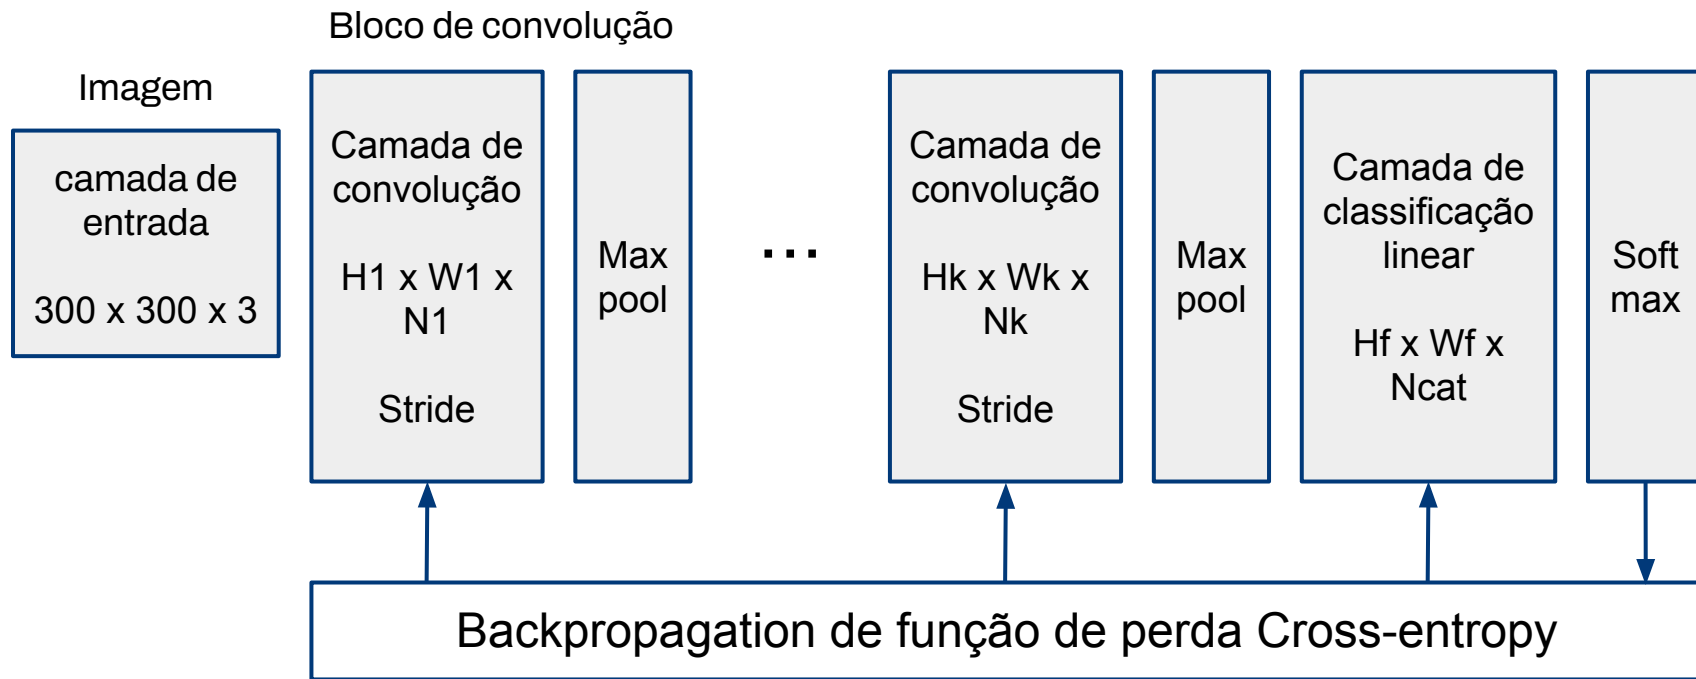 Bloco de convolução
Imagem
camada de
entrada
300 x 300 x 3
Camada de
convolução
H1 x W1 x
N1
Stride
Max
pool
...
Camada de
convolução
Hk x Wk x
Nk
Stride
Max
pool
Camada de
classificação
linear
Hf x Wf x
Ncat
Soft
max
Backpropagation de função de perda Cross-entropy